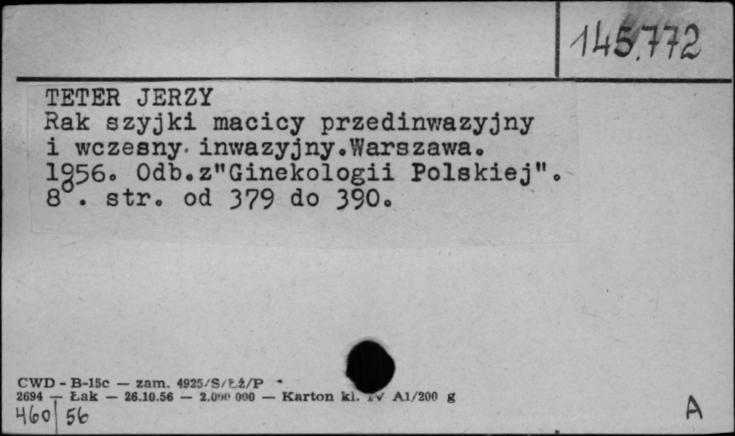 145,772
TETER JERZY
Rak szyjki macicy przedinwazyjny
i wczesny inwazyjny.Warszawa.
1956. Odb.z"Ginekologii Polskiej".
8°. str. od 379 do 390.
CWD - B-15c — zam. 4925/S/Łź/P
2694 — Łak — 26.10.56 — 2.000 000 — Karton kl. IV A1/200 g
460/56
A